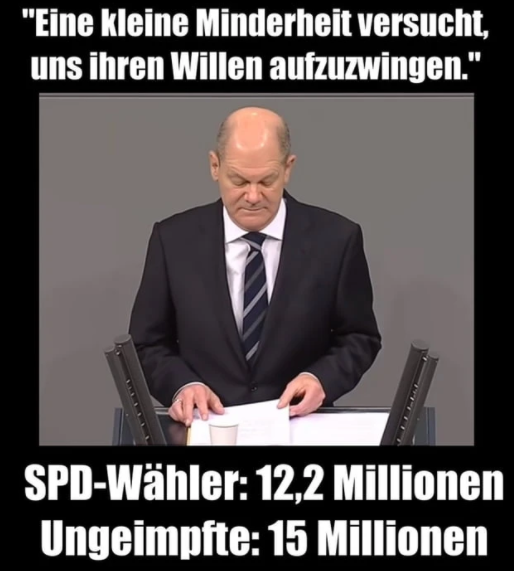 "Eine kleine Minderheit versucht,
uns ihren Willen aufzuzwingen."
SPD-Wähler: 12,2 Millionen
Ungeimpfte: 15 Millionen